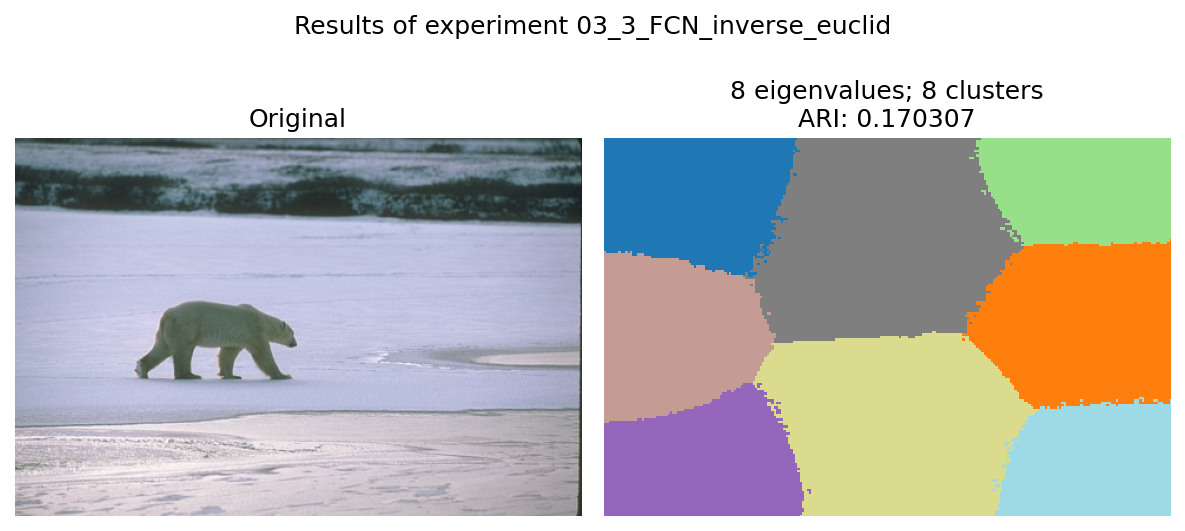 Results of experiment 03_3_FCN_inverse_euclid
Original
8 eigenvalues; 8 clusters
ARI: 0.170307